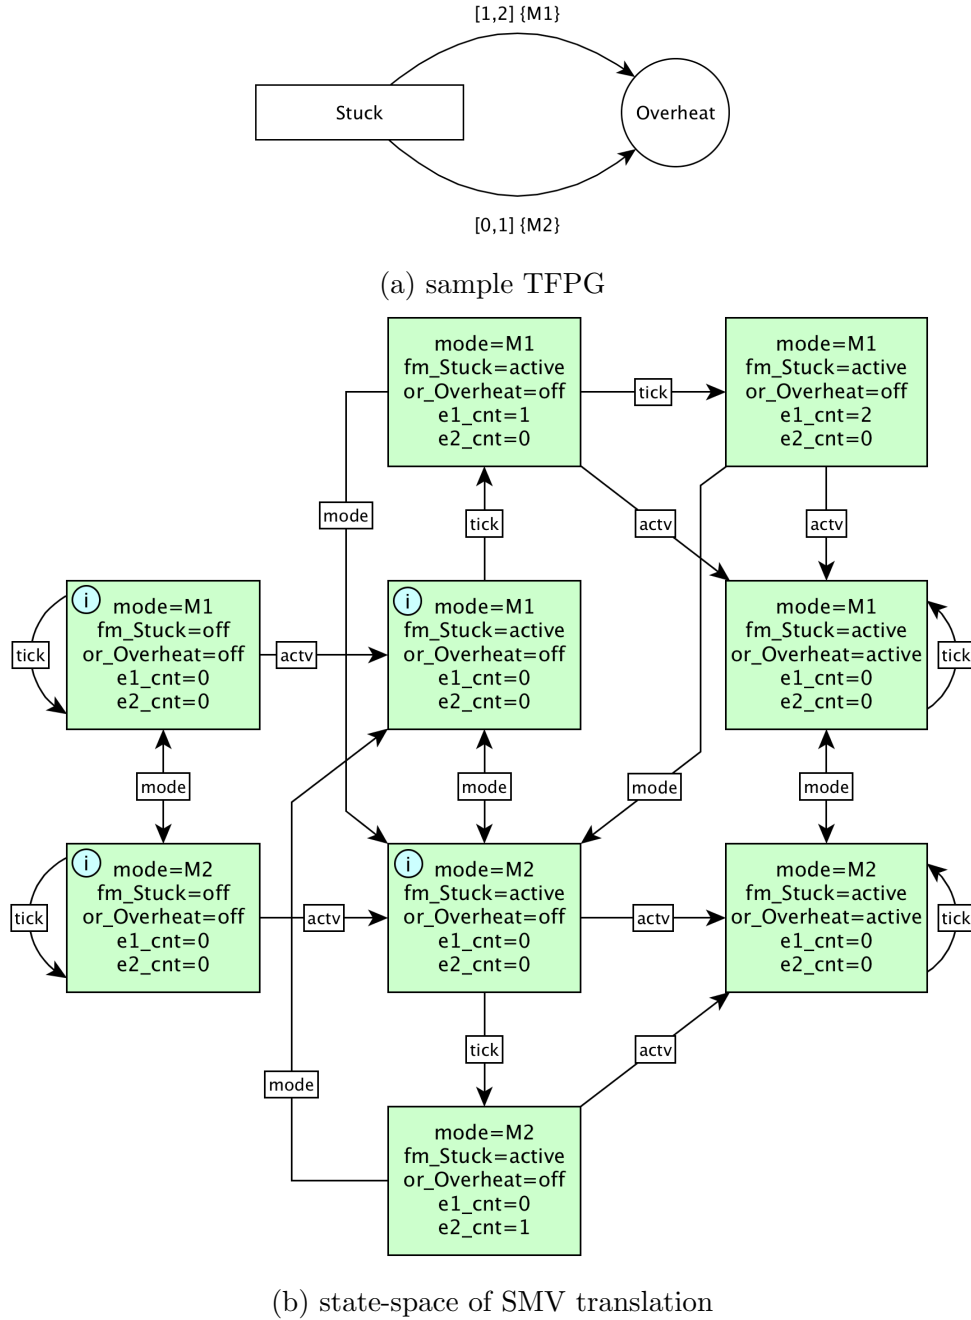 [1,2] {M1}
Stuck
Overheat
[0,1] {M2}
(a) sample TFPG
mode=M1
fm_Stuck=active
or_Overheat=off
e1_cnt=1
e2_cnt=0
tick
mode=M1
fm_Stuck=active
or_Overheat=off
e1_cnt=2
e2_cnt=0
mode
tick
actv
actv
i
mode=M1
fm_Stuck=off
or_Overheat=off
e1_cnt=0
e2_cnt=0
tick
actv
i
mode=M1
fm_Stuck=active
or_Overheat=off
e1_cnt=0
e2_cnt=0
mode=M1
fm_Stuck=active
or_Overheat=active
e1_cnt=0
e2_cnt=0
tick
mode
mode
mode
mode
i
mode=M2
fm_Stuck=off
or_Overheat=off
e1_cnt=0
e2_cnt=0
tick
actv
i
mode=M2
fm_Stuck=active
or_Overheat=off
e1_cnt=0
e2_cnt=0
actv
mode=M2
fm_Stuck=active
or_Overheat=active
e1_cnt=0
e2_cnt=0
tick
tick
actv
mode
mode=M2
fm_Stuck=active
or_Overheat=off
e1_cnt=0
e2_cnt=1
(b) state-space of SMV translation